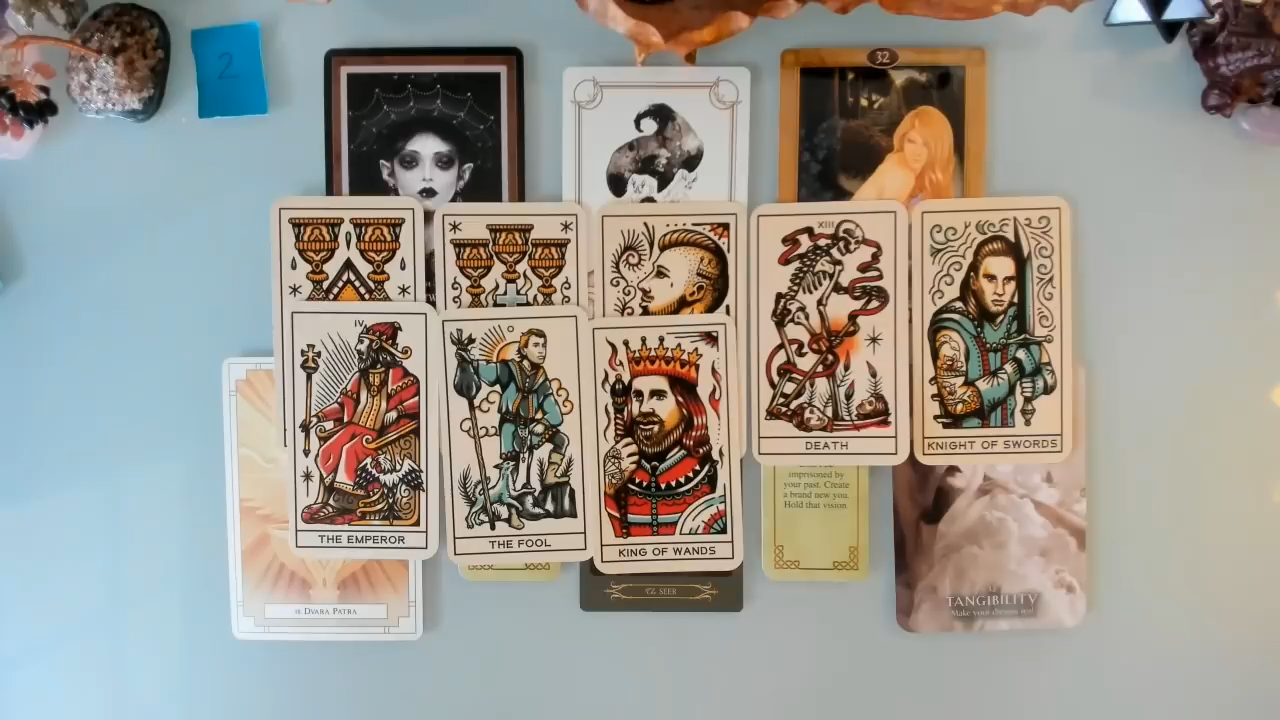 2
32
XIII
DEATH
KNIGHT OF SWORDS
IV
THE EMPEROR
THE FOOL
KING OF WANDS
imprisoned by
your past. Create
a brand new you.
Hold that vision.
The SEER
TANGIBILITY
Make your dreams real
18. DVARA PATRA